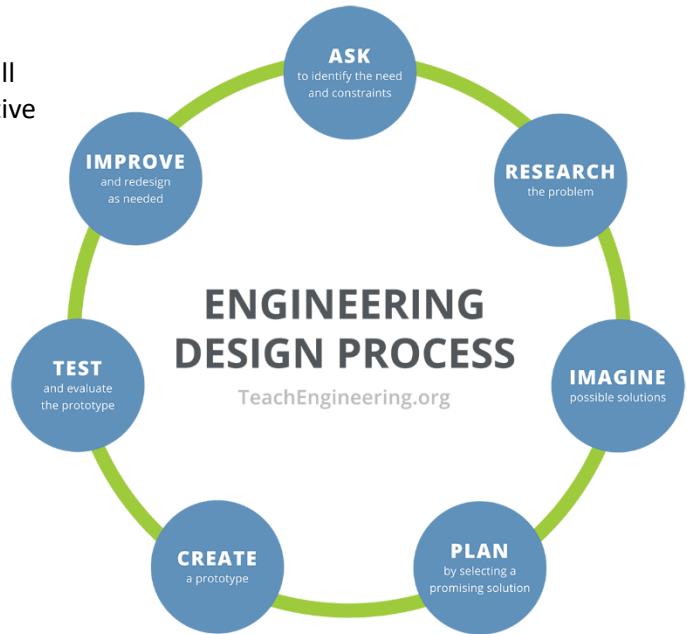 ll
tive
ASK
to identify the need
and constraints
RESEARCH
the problem
IMAGINE
possible solutions
PLAN
by selecting a
promising solution
CREATE
a prototype
TEST
and evaluate
the prototype
IMPROVE
and redesign
as needed
ENGINEERING
DESIGN PROCESS
TeachEngineering.org